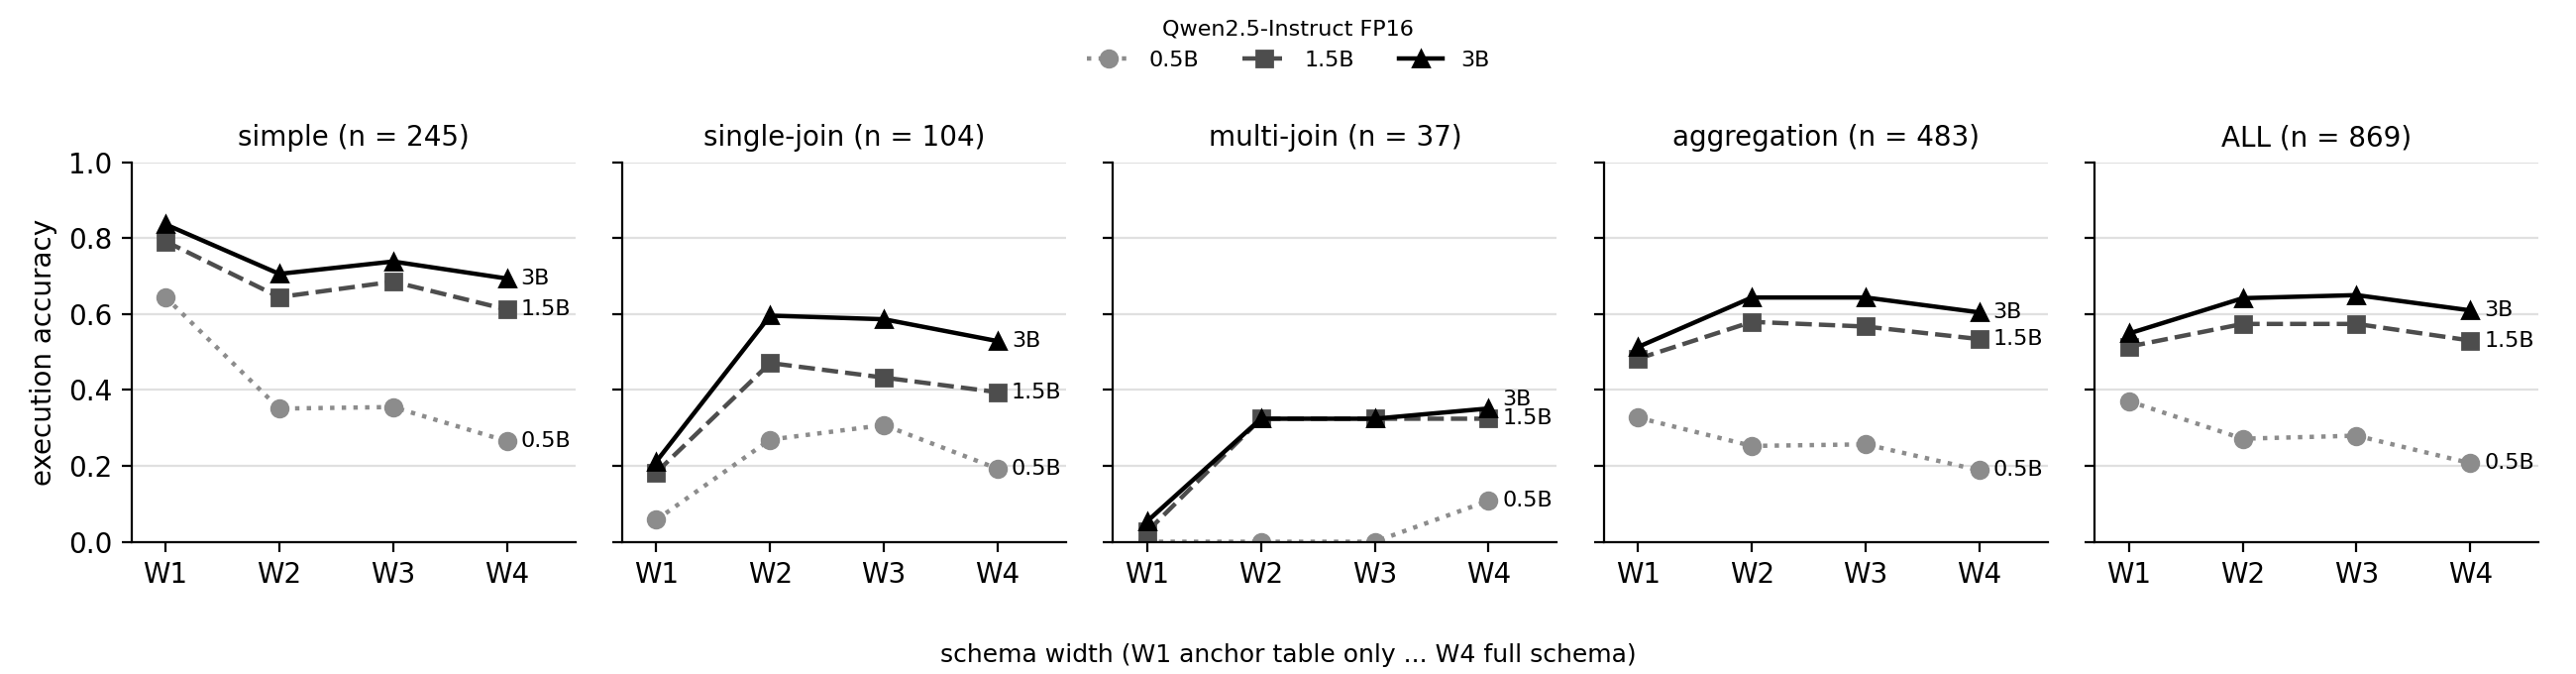 Qwen2.5-Instruct FP16
0.5B 1.5B 3B
simple (n = 245) single-join (n = 104) multi-join (n = 37) aggregation (n = 483) ALL (n = 869)
execution accuracy
1.0
0.8
0.6
0.4
0.2
0.0
3B
1.5B
0.5B
3B
1.5B
0.5B
3B
1.5B
0.5B
3B
1.5B
0.5B
3B
1.5B
0.5B
W1 W2 W3 W4 W1 W2 W3 W4 W1 W2 W3 W4 W1 W2 W3 W4 W1 W2 W3 W4
schema width (W1 anchor table only ... W4 full schema)